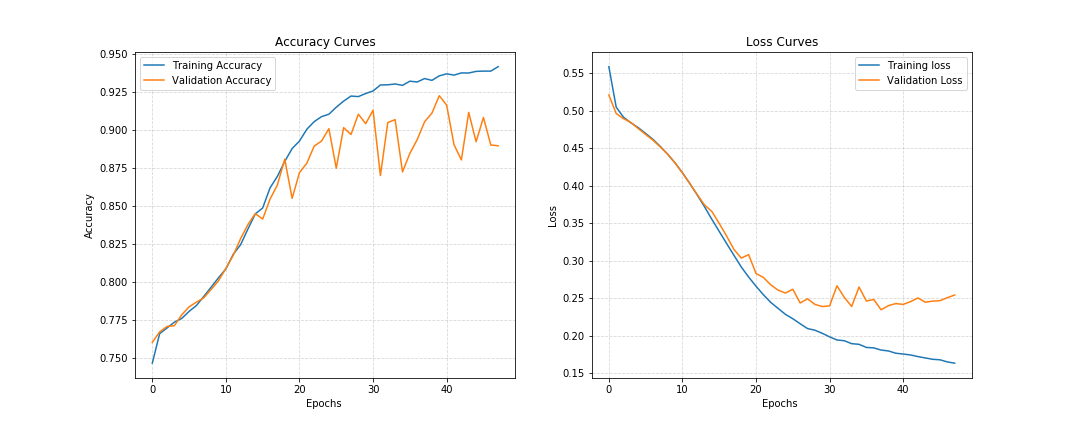 Accuracy Curves
0.950
0.925
0.900
0.875
0.850
0.825
0.800
0.775
0.750
Accuracy
Training Accuracy
Validation Accuracy
0 10 20 30 40
Epochs
Loss Curves
0.55
0.50
0.45
0.40
0.35
0.30
0.25
0.20
0.15
Loss
Training loss
Validation Loss
0 10 20 30 40
Epochs